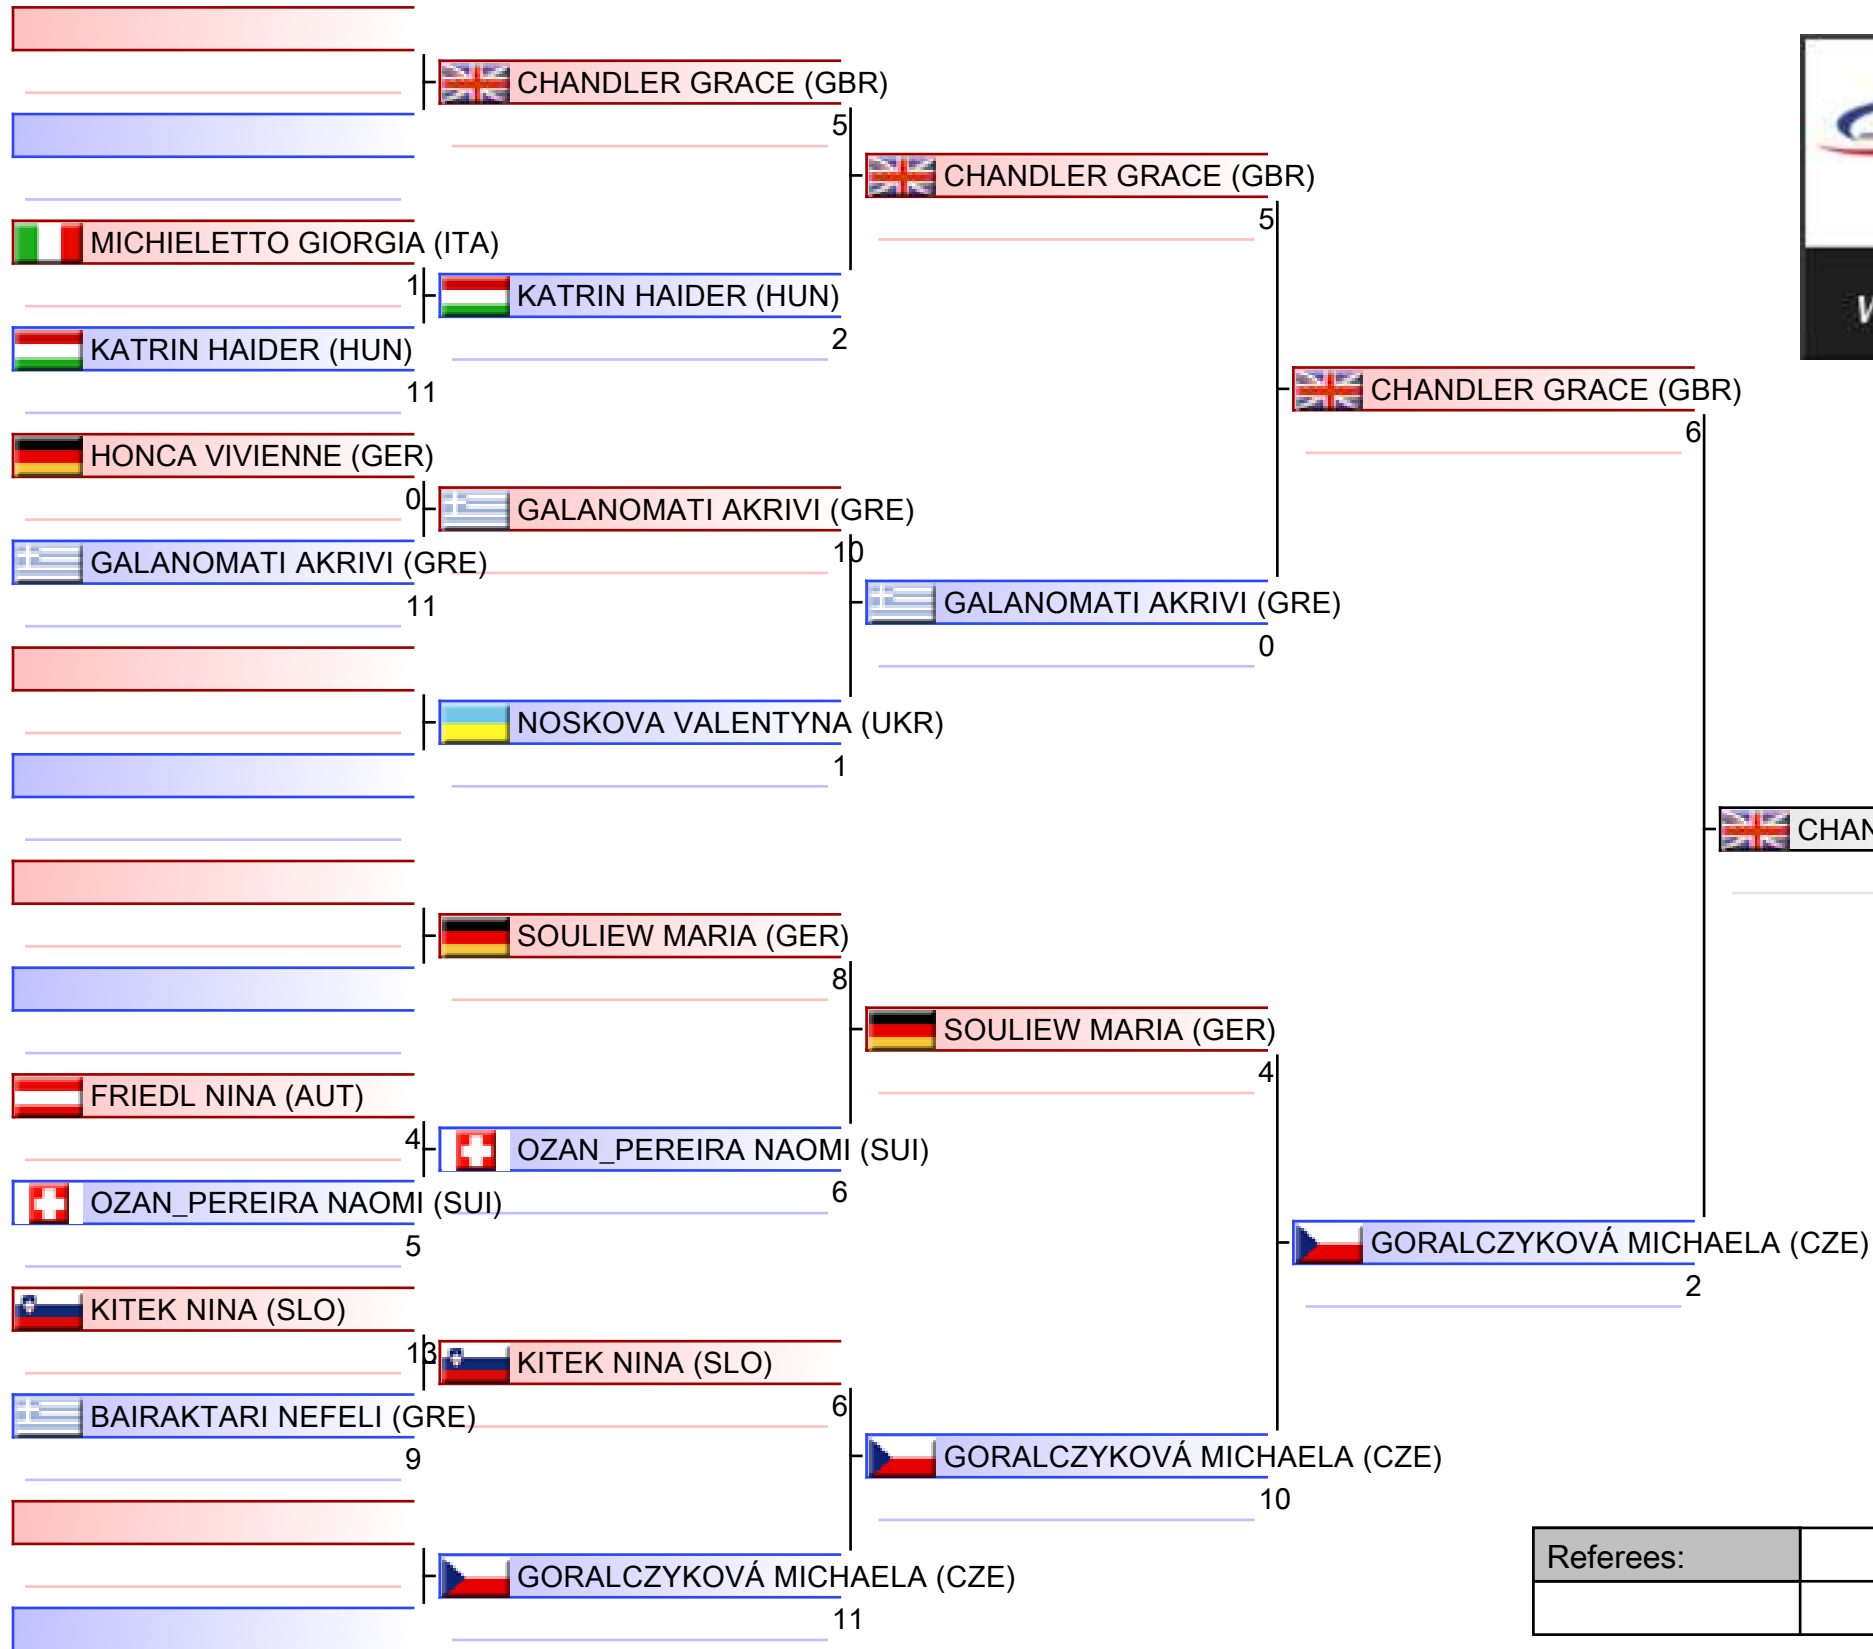 CHANDLER GRACE (GBR)
5
CHANDLER GRACE (GBR)
5
MICHIELETTO GIORGIA (ITA)
1
KATRIN HAIDER (HUN)
2
KATRIN HAIDER (HUN)
11
CHANDLER GRACE (GBR)
6
HONCA VIVIENNE (GER)
0
GALANOMATI AKRIVI (GRE)
10
GALANOMATI AKRIVI (GRE)
11
GALANOMATI AKRIVI (GRE)
0
NOSKOVA VALENTYNA (UKR)
1
CHAN
SOULIEW MARIA (GER)
8
SOULIEW MARIA (GER)
4
FRIEDL NINA (AUT)
4
OZAN_PEREIRA NAOMI (SUI)
6
OZAN_PEREIRA NAOMI (SUI)
5
GORALCZYKOVÁ MICHAELA (CZE)
2
KITEK NINA (SLO)
13
KITEK NINA (SLO)
6
BAIRAKTARI NEFELI (GRE)
9
GORALCZYKOVÁ MICHAELA (CZE)
10
GORALCZYKOVÁ MICHAELA (CZE)
11
Referees: